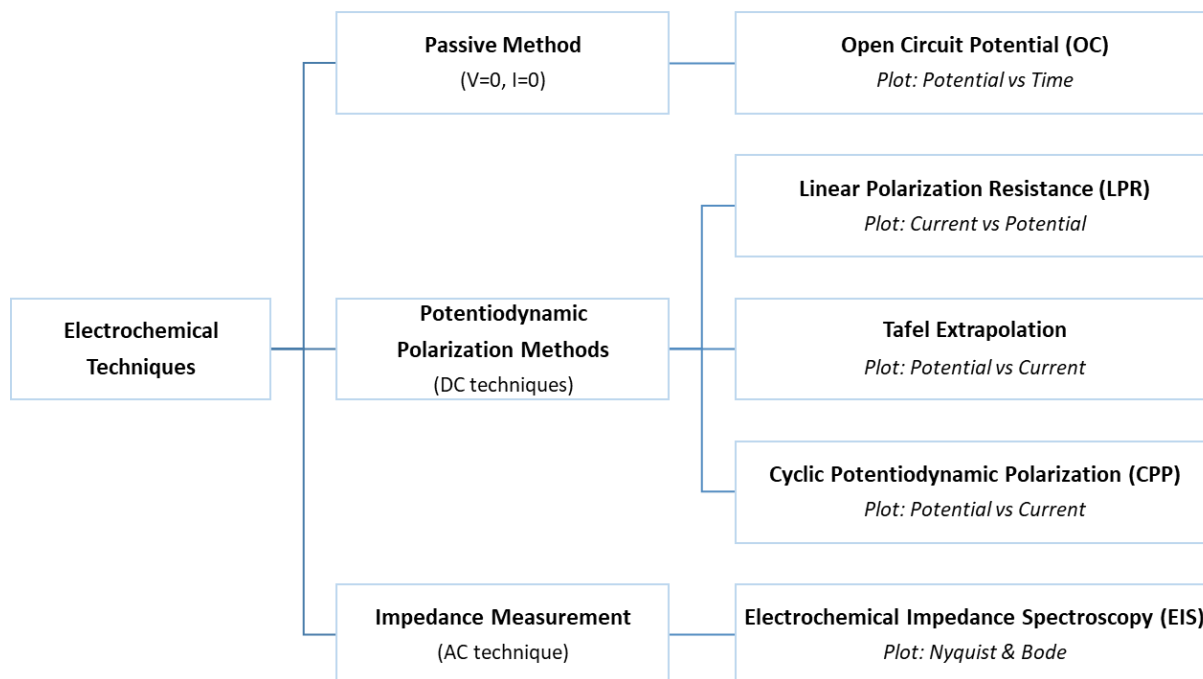 Electrochemical
Techniques
Passive Method
(V=0, I=0)
Open Circuit Potential (OC)
Plot: Potential vs Time
Potentiodynamic
Polarization Methods
(DC techniques)
Linear Polarization Resistance (LPR)
Plot: Current vs Potential
Tafel Extrapolation
Plot: Potential vs Current
Cyclic Potentiodynamic Polarization (CPP)
Plot: Potential vs Current
Impedance Measurement
(AC technique)
Electrochemical Impedance Spectroscopy (EIS)
Plot: Nyquist & Bode